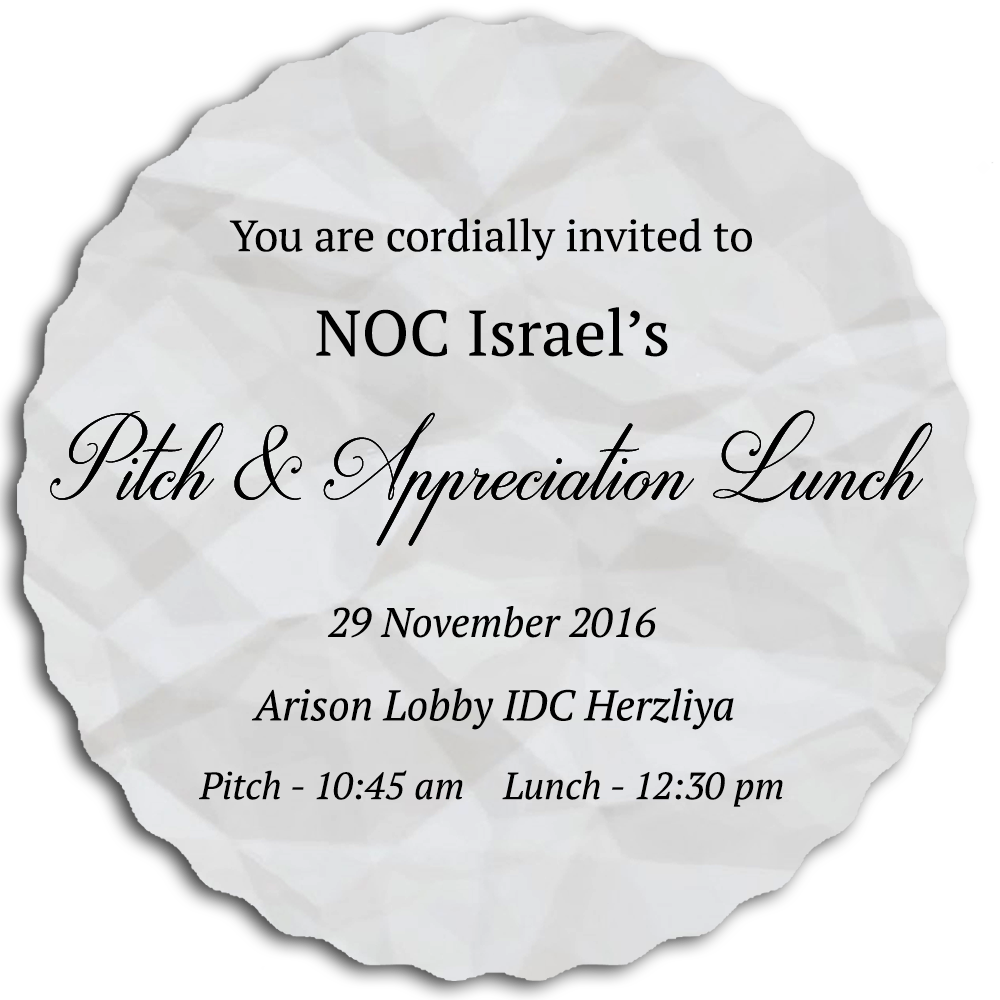 You are cordially invited to
NOC Israel’s
Pitch & Appreciation Lunch
29 November 2016
Arison Lobby IDC Herzliya
Pitch - 10:45 am Lunch - 12:30 pm